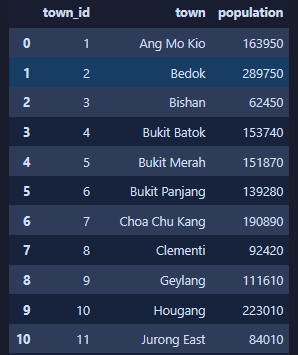 town_id town population
0 1 Ang Mo Kio 163950
1 2 Bedok 289750
2 3 Bishan 62450
3 4 Bukit Batok 153740
4 5 Bukit Merah 151870
5 6 Bukit Panjang 139280
6 7 Choa Chu Kang 190890
7 8 Clementi 92420
8 9 Geylang 111610
9 10 Hougang 223010
10 11 Jurong East 84010